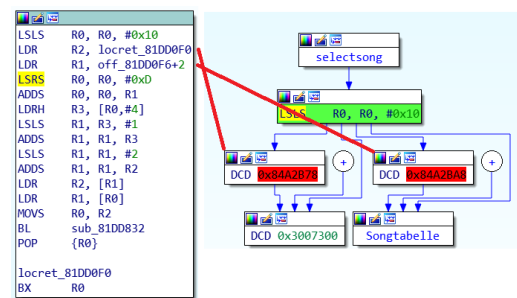 LSLS R0, R0, #0x10
LDR R2, locret_81DD0F0
LDR R1, off_81DD0F6+2
LSRS R0, R0, #0xD
ADDS R0, R0, R1
LDRH R3, [R0,#4]
LSLS R1, R3, #1
ADDS R1, R1, R3
LSLS R1, R1, #2
ADDS R1, R1, R2
LDR R2, [R1]
LDR R1, [R0]
MOVS R0, R2
BL sub_81DD832
POP {R0}
locret_81DD0F0
BX R0
selectsong
LSLS R0, R0, #0x10
DCD 0x84A2B78
+
DCD 0x84A2BA8
+
DCD 0x3007300
Songtabelle